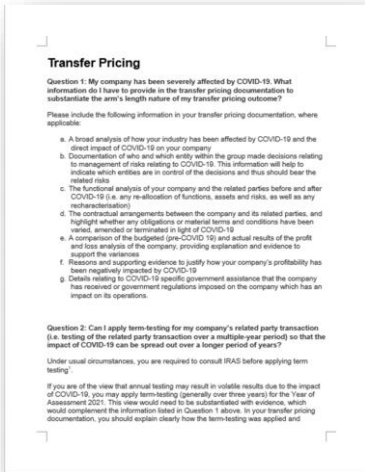 Transfer Pricing
Question 1: My company has been severely affected by COVID-19. What
information do I have to provide in the transfer pricing documentation to
substantiate the arm's length nature of my transfer pricing outcome?
Please include the following information in your transfer pricing documentation, where
applicable:
a. A broad analysis of how your industry has been affected by COVID-19 and the
direct impact of COVID-19 on your company
b. Documentation of who and which entity within the group made decisions relating
to management of risks relating to COVID-19. This information will help to
indicate which entities are in control of the decisions and thus should bear the
related risks
c. The functional analysis of your company and the related parties before and after
COVID-19 (i.e. any re-allocation of functions, assets and risks, as well as any
recharacterisation)
d. The contractual arrangements between the company and its related parties, and
highlight whether any obligations or material terms and conditions have been
varied, amended or terminated in light of COVID-19
e. A comparison of the budgeted (pre-COVID 19) and actual results of the profit
and loss analysis of the company, providing explanation and evidence to
support the variances
f. Reasons and supporting evidence to justify how your company's profitability has
been negatively impacted by COVID-19
g. Details relating to COVID-19 specific government assistance that the company
has received or government regulations imposed on the company which has an
impact on its operations.
Question 2: Can I apply term-testing for my company's related party transaction
(i.e. testing of the related party transaction over a multiple-year period) so that the
impact of COVID-19 can be spread out over a longer period of years?
Under usual circumstances, you are required to consult IRAS before applying term
testing¹.
If you are of the view that annual testing may result in volatile results due to the impact
of COVID-19, you may apply term-testing (generally over three years) for the Year of
Assessment 2021. This view would need to be substantiated with evidence, which
would complement the information listed in Question 1 above. In your transfer pricing
documentation, you should explain clearly how the term-testing was applied and